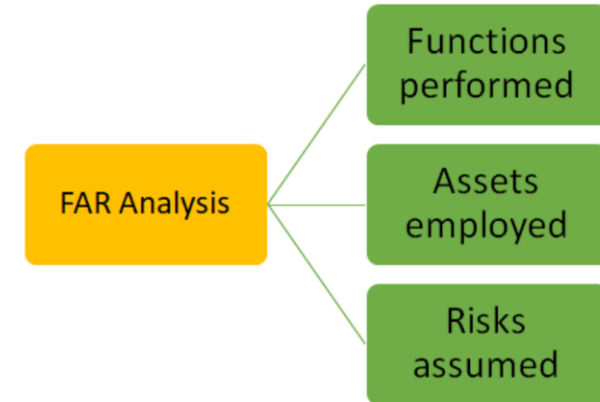 FAR Analysis
Functions
performed
Assets
employed
Risks
assumed